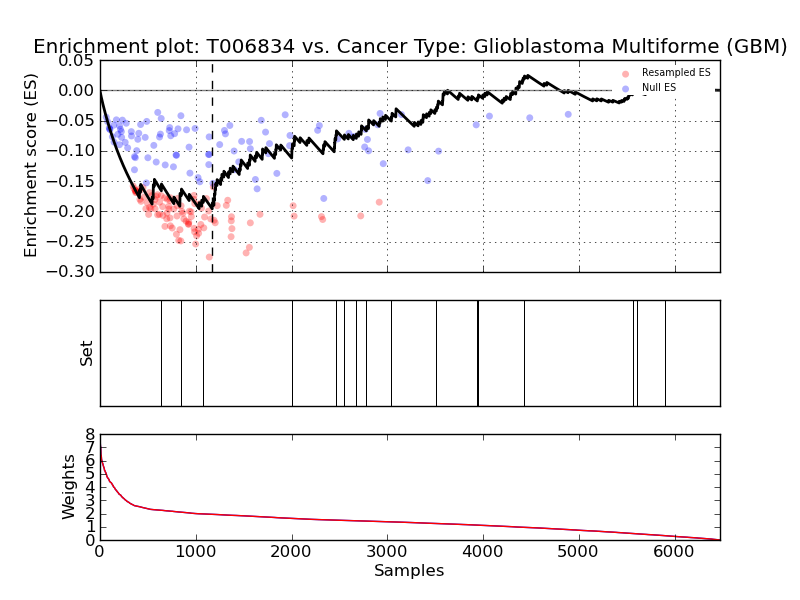 Enrichment plot: T006834 vs. Cancer Type: Glioblastoma Multiforme (GBM)
Enrichment score (ES)
0.05
0.00
−0.05
−0.10
−0.15
−0.20
−0.25
−0.30
Resampled ES
Null ES
Set
Weights
8
7
6
5
4
3
2
1
0
0 1000 2000 3000 4000 5000 6000
Samples